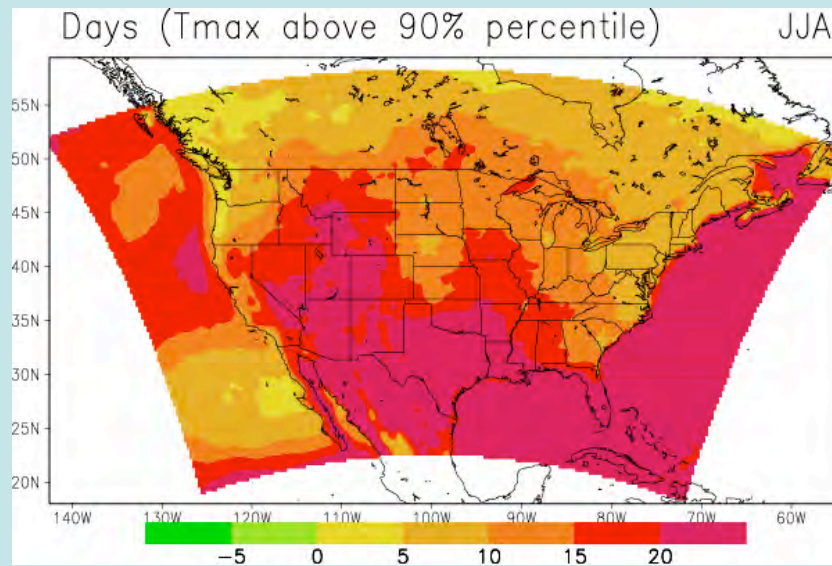 Days (Tmax above 90% percentile) JJA
55N
50N
45N
40N
35N
30N
25N
20N
140W 130W 120W 110W 100W 90W 80W 70W 60W
−5 0 5 10 15 20